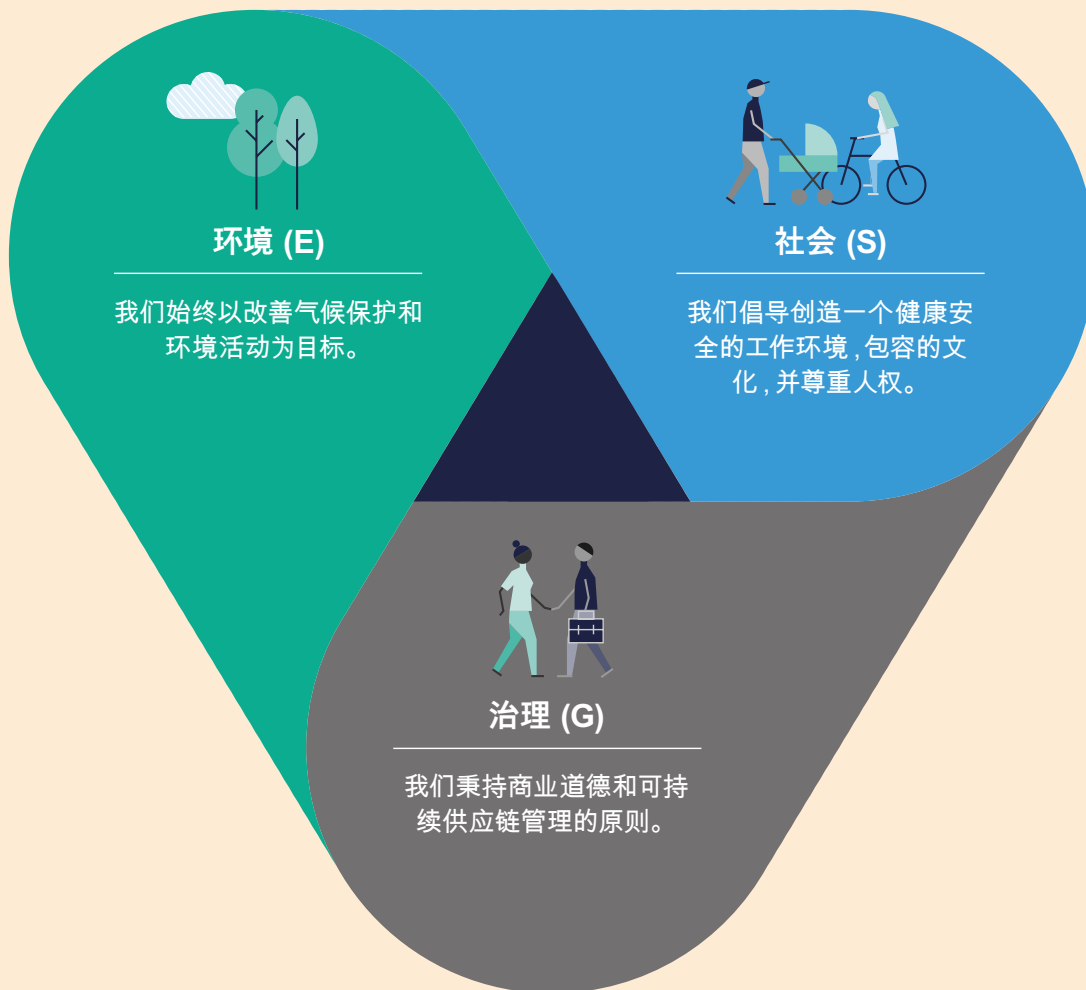 环境 (E)
我们始终以改善气候保护和
环境活动为目标。
社会 (S)
我们倡导创造一个健康安
全的工作环境,包容的文
化,并尊重人权。
治理 (G)
我们秉持商业道德和可持
续供应链管理的原则。